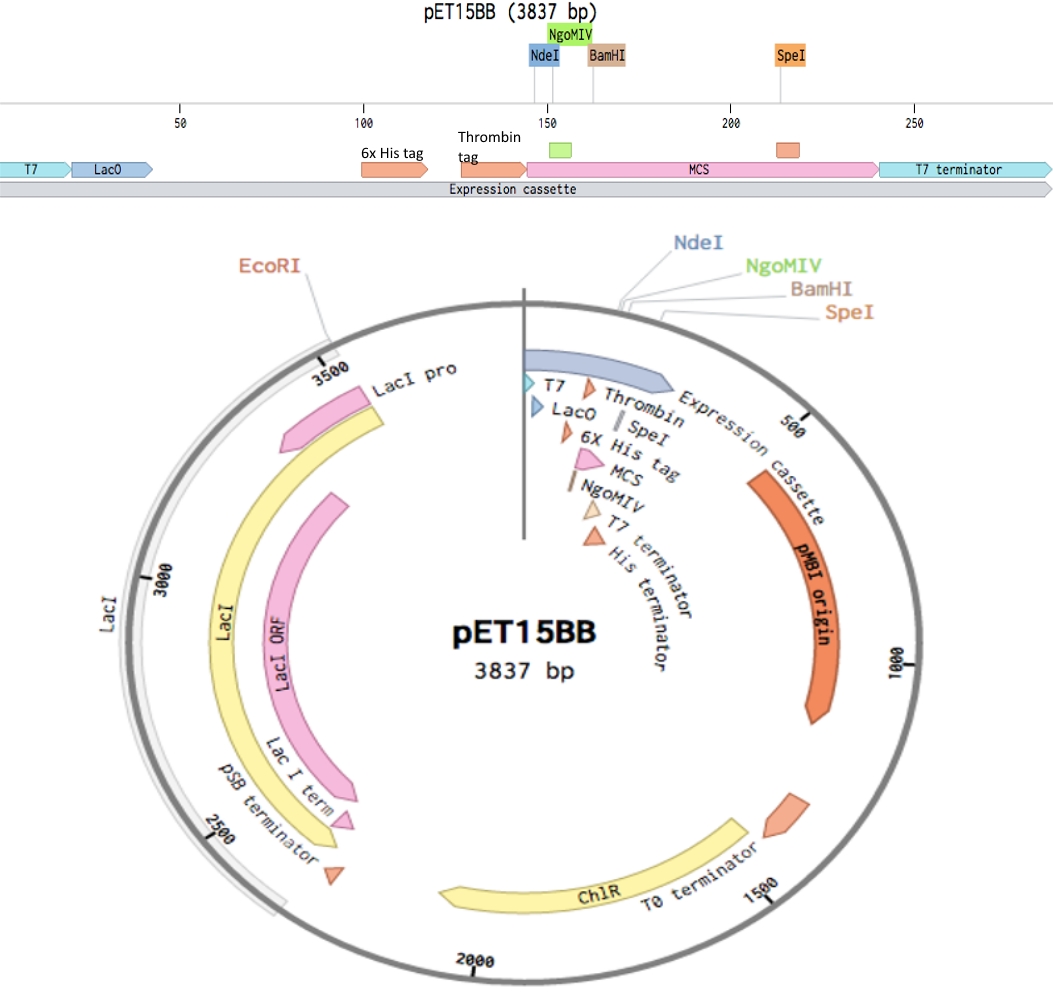 pET15BB (3837 bp)
NgoMIV
NdeI
BamHI
SpeI
50
100
150
200
250
6x His tag
Thrombin
tag
T7
LacO
MCS
T7 terminator
Expression cassette
NdeI
EcoRI
NgoMIV
BamHI
SpeI
3500
LacI pro
T7
Thrombin
Expression cassette
LacO
SpeI
500
6X His tag
MCS
NgoMIV
T7 terminator
His terminator
pMBI origin
3000
LacI
LacI
LacI ORF
pET15BB
3837 bp
1000
Lac I term
pSB terminator
2500
ChlR
T0 terminator
1500
2000